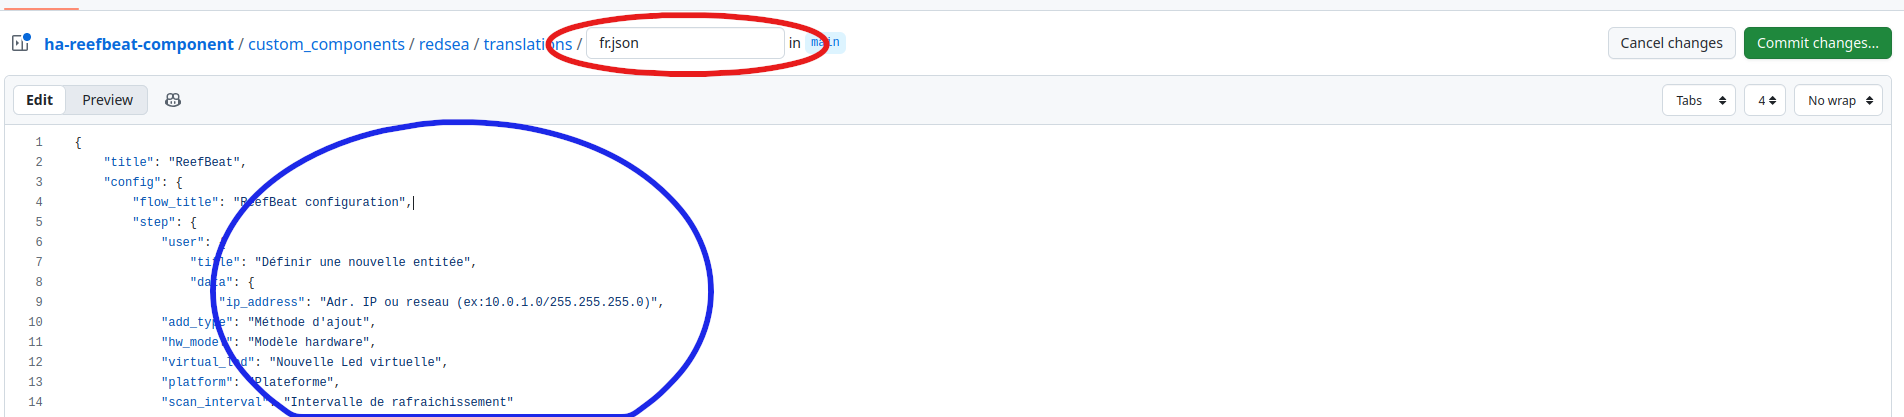 ha-reefbeat-component / custom_components / redsea / translations / fr.json in main Cancel changes Commit changes...
Edit Preview Tabs 4 No wrap
1 {
2 "title": "ReefBeat",
3 "config": {
4 "flow_title": "ReefBeat configuration",
5 "step": {
6 "user": {
7 "title": "Définir une nouvelle entitée",
8 "data": {
9 "ip_address": "Adr. IP ou reseau (ex:10.0.1.0/255.255.255.0)",
10 "add_type": "Méthode d'ajout",
11 "hw_model": "Modèle hardware",
12 "virtual_led": "Nouvelle Led virtuelle",
13 "platform": "Plateforme",
14 "scan_interval": "Intervalle de rafraichissement"